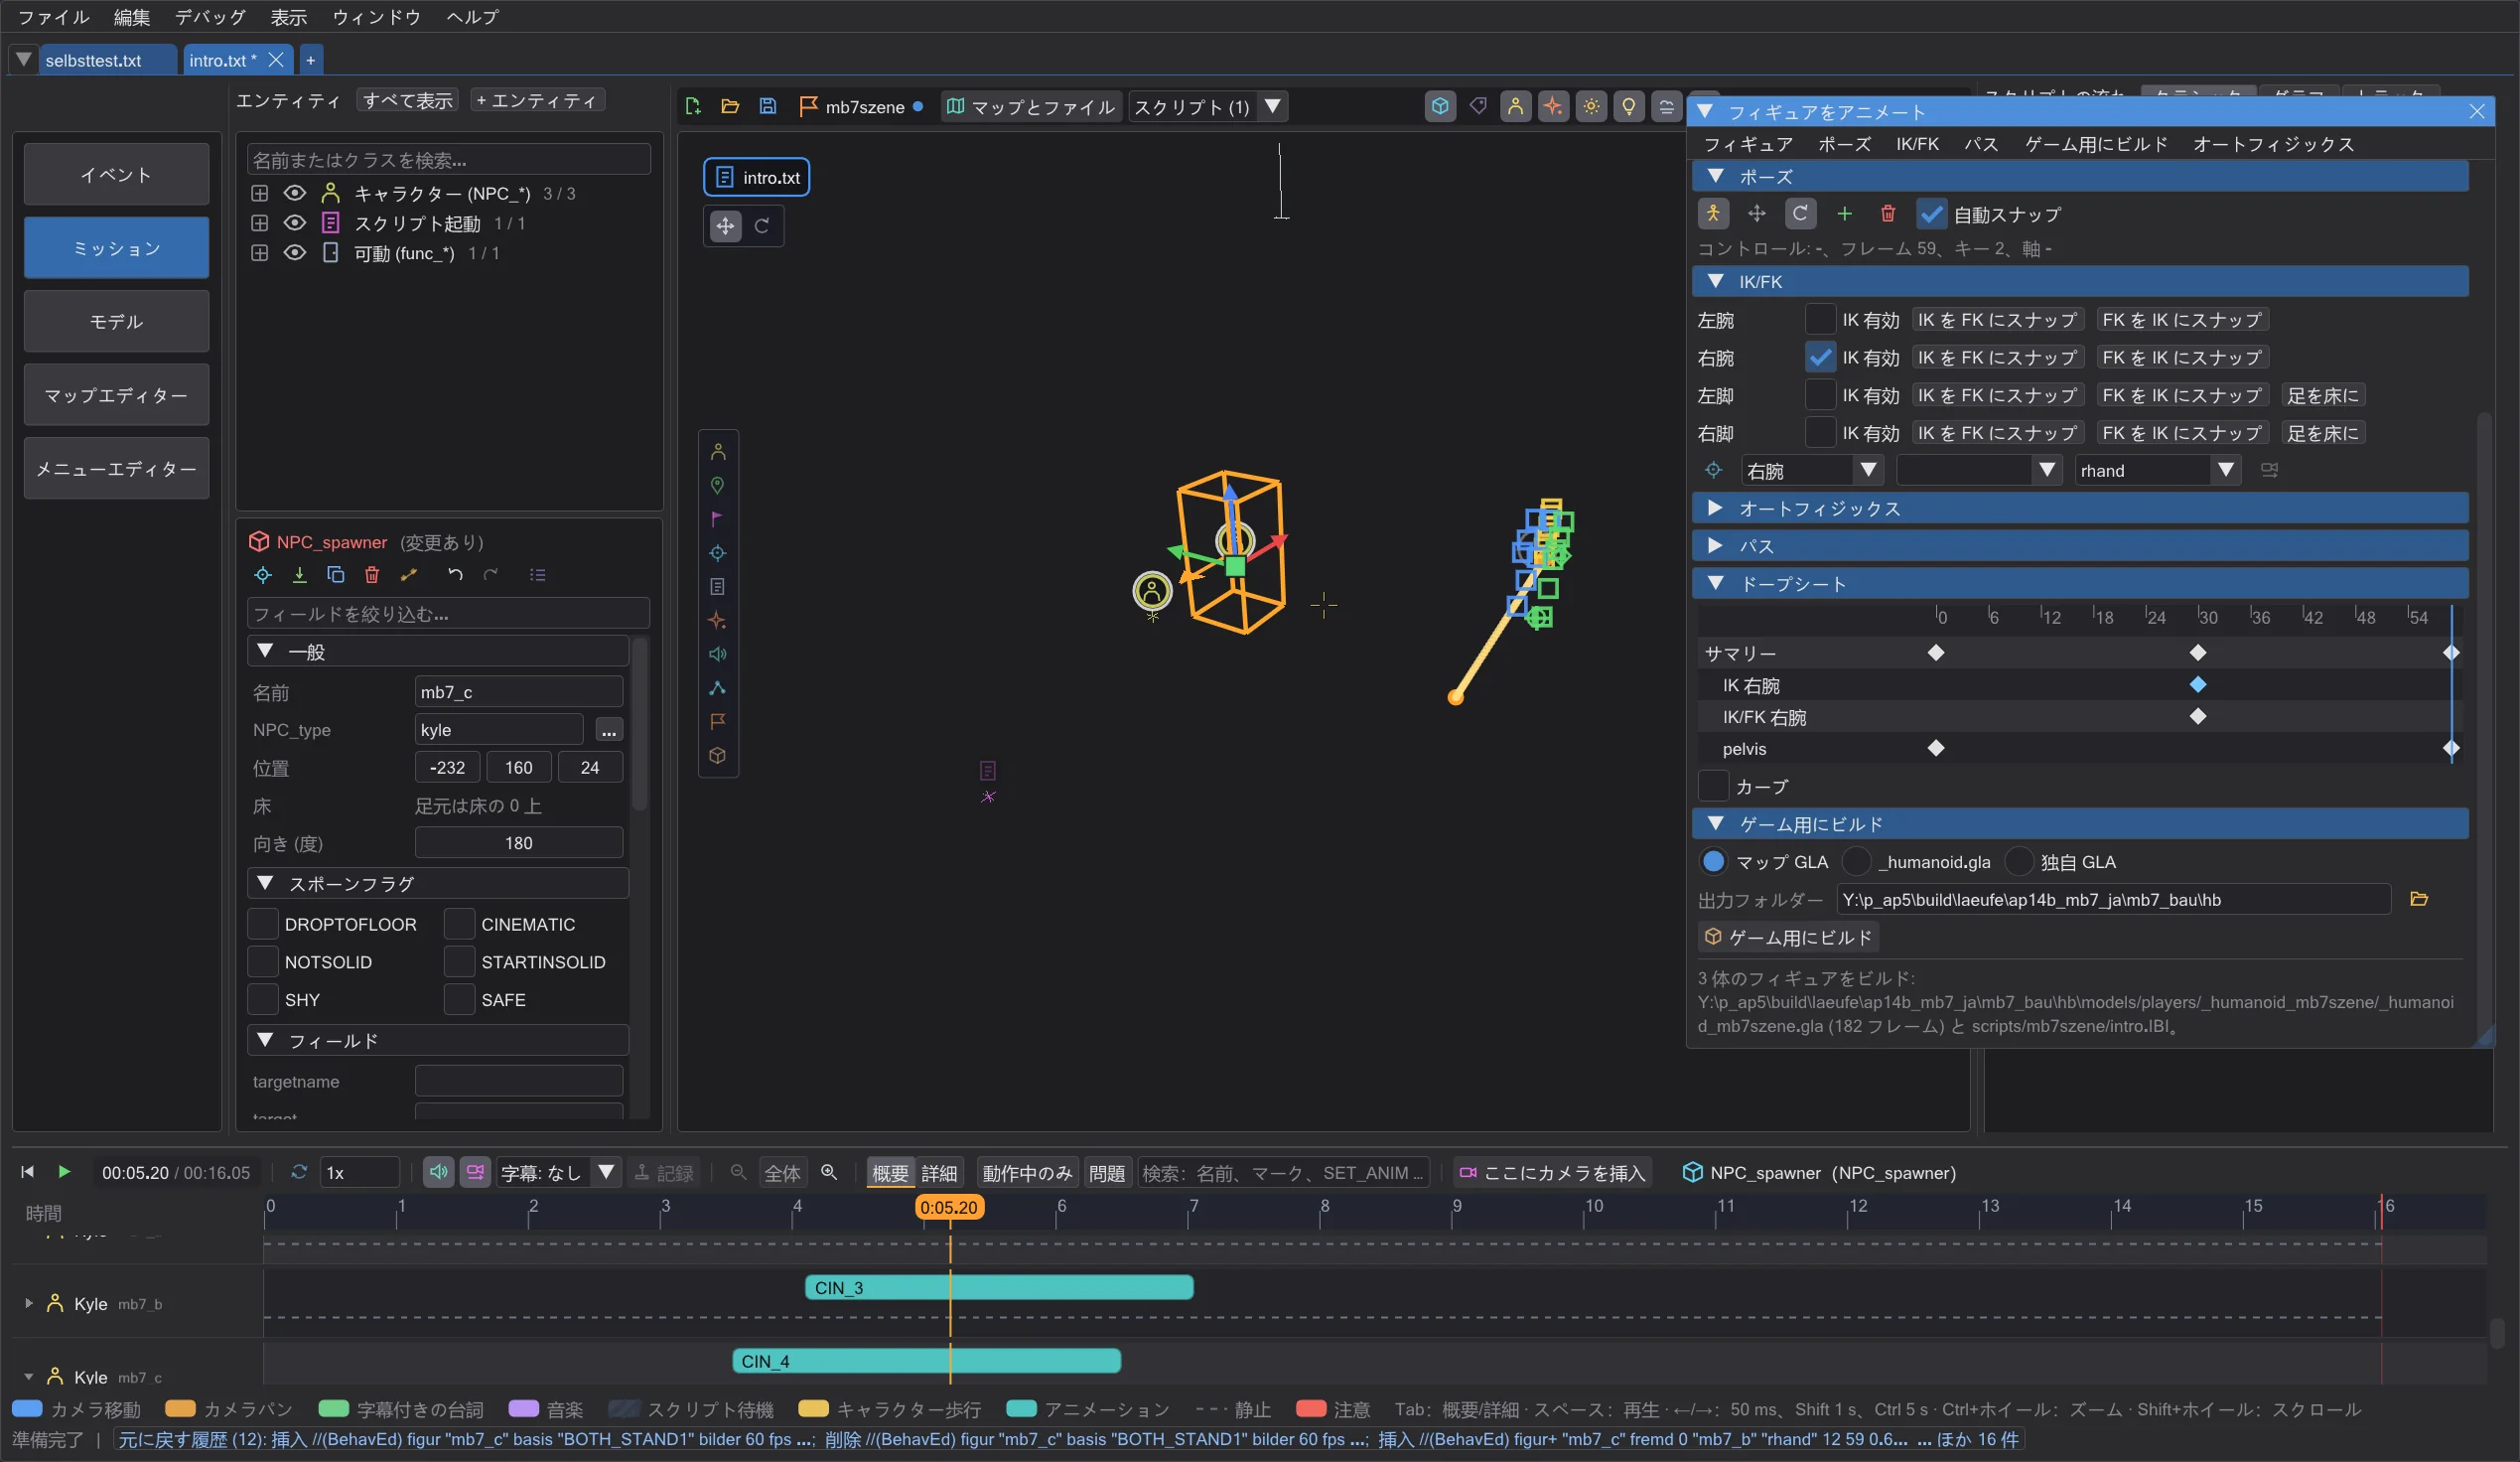 ファイル 編集 デバッグ 表示 ウィンドウ ヘルプ
selbsttest.txt intro.txt * +
エンティティ すべて表示 + エンティティ
mb7szene マップとファイル スクリプト (1)
フィギュアをアニメート
フィギュア ポーズ IK/FK パス ゲーム用にビルド オートフィジックス
イベント
ミッション
モデル
マップエディター
メニューエディター
名前またはクラスを検索...
キャラクター (NPC_*) 3 / 3
スクリプト起動 1 / 1
可動 (func_*) 1 / 1
NPC_spawner (変更あり)
フィールドを絞り込む...
一般
名前 mb7_c
NPC_type kyle ...
位置 -232 160 24
床 足元は床の 0 上
向き (度) 180
スポーンフラグ
DROPTOFLOOR CINEMATIC
NOTSOLID STARTINSOLID
SHY SAFE
フィールド
targetname
intro.txt
ポーズ
自動スナップ
コントロール: -、フレーム 59、キー 2、軸 -
IK/FK
左腕 IK 有効 IK を FK にスナップ FK を IK にスナップ
右腕 IK 有効 IK を FK にスナップ FK を IK にスナップ
左脚 IK 有効 IK を FK にスナップ FK を IK にスナップ 足を床に
右脚 IK 有効 IK を FK にスナップ FK を IK にスナップ 足を床に
右腕 rhand
オートフィジックス
パス
ドープシート
0 6 12 18 24 30 36 42 48 54
サマリー
IK 右腕
IK/FK 右腕
pelvis
カーブ
ゲーム用にビルド
マップ GLA _humanoid.gla 独自 GLA
出力フォルダー Y:\p_ap5\build\laeufe\ap14b_mb7_ja\mb7_bau\hb
ゲーム用にビルド
3 体のフィギュアをビルド:
Y:\p_ap5\build\laeufe\ap14b_mb7_ja\mb7_bau\hb\models/players/_humanoid_mb7szene/_humanoi
d_mb7szene.gla (182 フレーム) と scripts/mb7szene/intro.IBI。
00:05.20 / 00:16.05 1x 字幕: なし 記録 全体 概要 詳細 動作中のみ 問題 検索: 名前、マーク、SET_ANIM ... ここにカメラを挿入 NPC_spawner (NPC_spawner)
時間 0 1 2 3 4 0:05.20 6 7 8 9 10 11 12 13 14 15 16
CIN_3
Kyle mb7_b
CIN_4
Kyle mb7_c
カメラ移動 カメラパン 字幕付きの台詞 音楽 スクリプト待機 キャラクター歩行 アニメーション 静止 注意 Tab: 概要/詳細 · スペース: 再生 · ←/→: 50 ms、Shift 1 s、Ctrl 5 s · Ctrl+ホイール: ズーム · Shift+ホイール: スクロール
準備完了 | 元に戻す履歴 (12): 挿入 //(BehavEd) figur "mb7_c" basis "BOTH_STAND1" bilder 60 fps ...; 削除 //(BehavEd) figur "mb7_c" basis "BOTH_STAND1" bilder 60 fps ...; 挿入 //(BehavEd) figur+ "mb7_c" fremd 0 "mb7_b" "rhand" 12 59 0.6... ... ほか 16 件